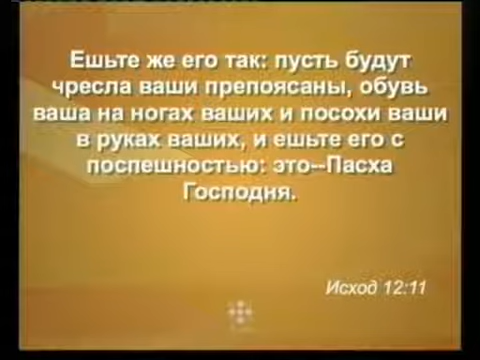 Ешьте же его так: пусть будут
чресла ваши препоясаны, обувь
ваша на ногах ваших и посохи ваши
в руках ваших, и ешьте его с
поспешностью: это--Пасха
Господня.
Исход 12:11